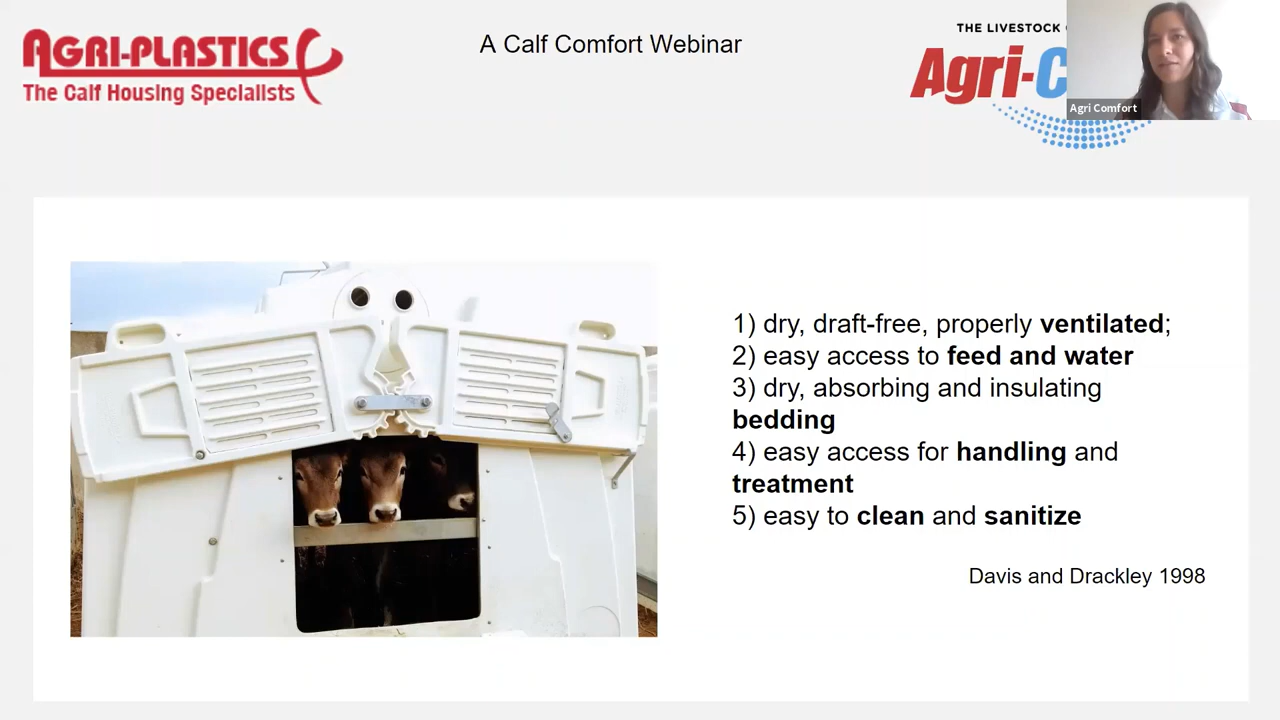 AGRI-PLASTICS
The Calf Housing Specialists
A Calf Comfort Webinar
THE LIVESTOCK
Agri-C
Agri Comfort
1) dry, draft-free, properly ventilated;
2) easy access to feed and water
3) dry, absorbing and insulating
bedding
4) easy access for handling and
treatment
5) easy to clean and sanitize
Davis and Drackley 1998